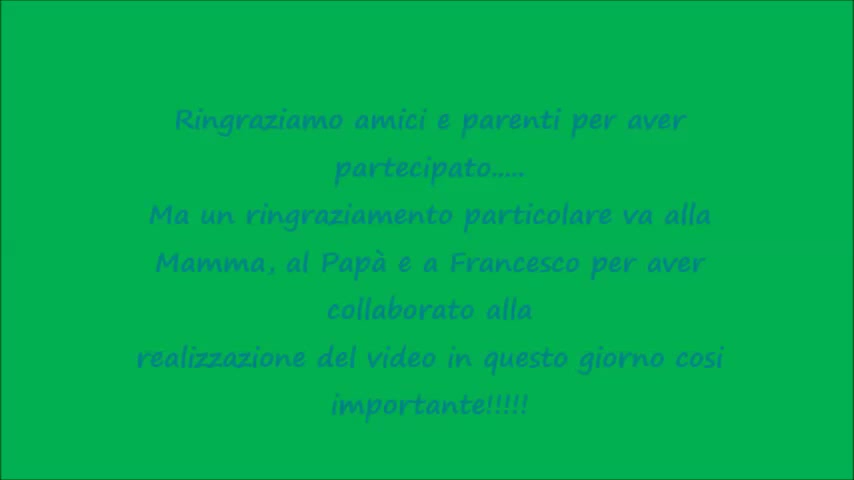 Ringraziamo amici e parenti per aver
partecipato.....
Ma un ringraziamento particolare va alla
Mamma, al Papà e a Francesco per aver
collaborato alla
realizzazione del video in questo giorno cosi
importante!!!!!